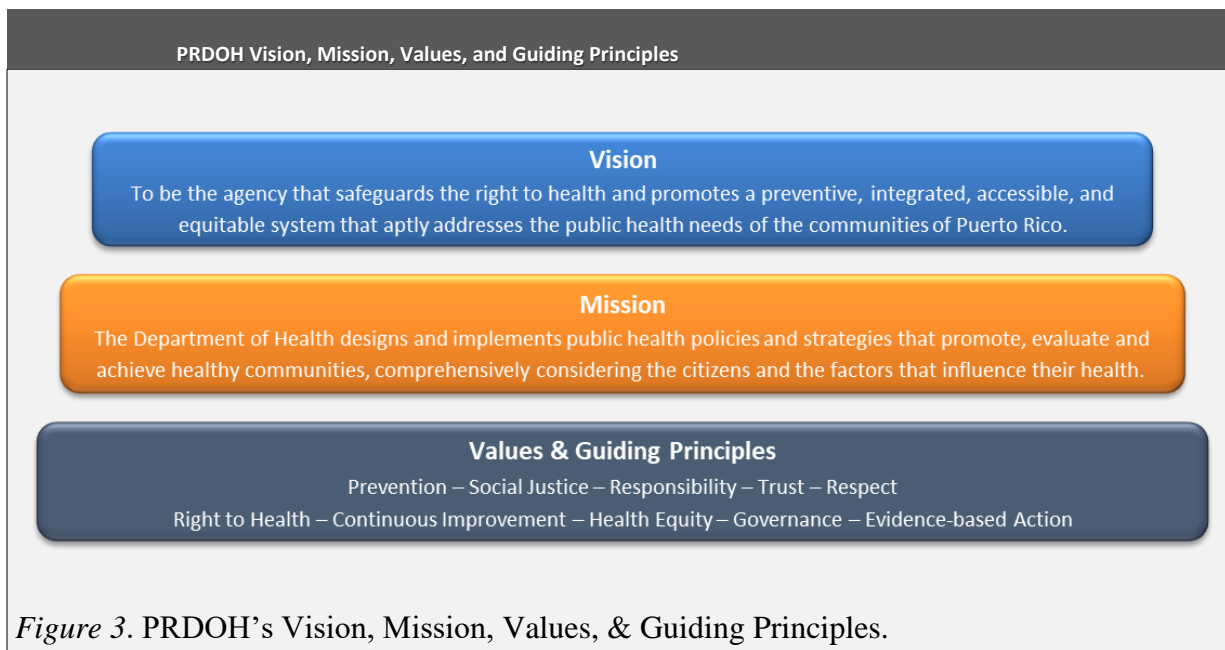 PRDOH Vision, Mission, Values, and Guiding Principles
Vision
To be the agency that safeguards the right to health and promotes a preventive, integrated, accessible, and
equitable system that aptly addresses the public health needs of the communities of Puerto Rico.
Mission
The Department of Health designs and implements public health policies and strategies that promote, evaluate and
achieve healthy communities, comprehensively considering the citizens and the factors that influence their health.
Values & Guiding Principles
Prevention – Social Justice – Responsibility – Trust – Respect
Right to Health – Continuous Improvement – Health Equity – Governance – Evidence-based Action
Figure 3. PRDOH’s Vision, Mission, Values, & Guiding Principles.